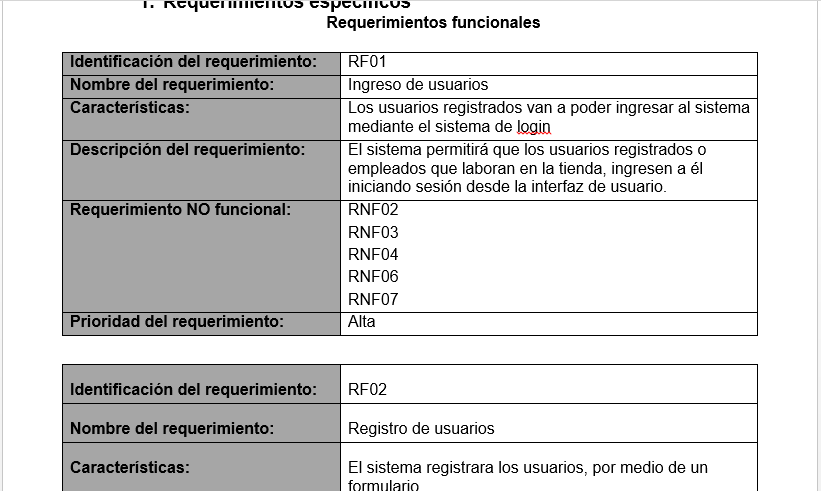 1. Requerimientos específicos
Requerimientos funcionales
Identificación del requerimiento: RF01
Nombre del requerimiento: Ingreso de usuarios
Características: Los usuarios registrados van a poder ingresar al sistema
mediante el sistema de login
Descripción del requerimiento: El sistema permitirá que los usuarios registrados o
empleados que laboran en la tienda, ingresen a él
iniciando sesión desde la interfaz de usuario.
Requerimiento NO funcional: RNF02
RNF03
RNF04
RNF06
RNF07
Prioridad del requerimiento: Alta
Identificación del requerimiento: RF02
Nombre del requerimiento: Registro de usuarios
Características: El sistema registrara los usuarios, por medio de un
formulario